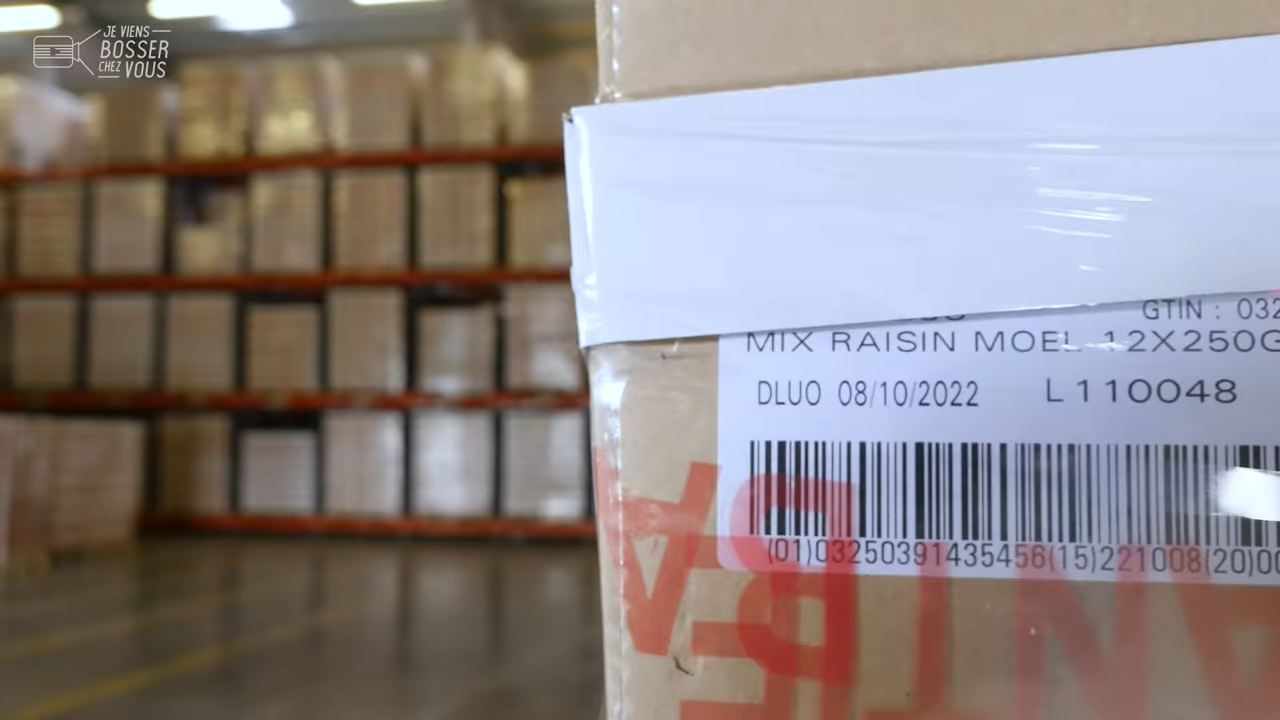 JE VIENS
BOSSER
CHEZ VOUS
GTIN : 032
MIX RAISIN MOEL 12X250G
DLUO 08/10/2022 L110048
(01)03250391435456(15)221008(20)00